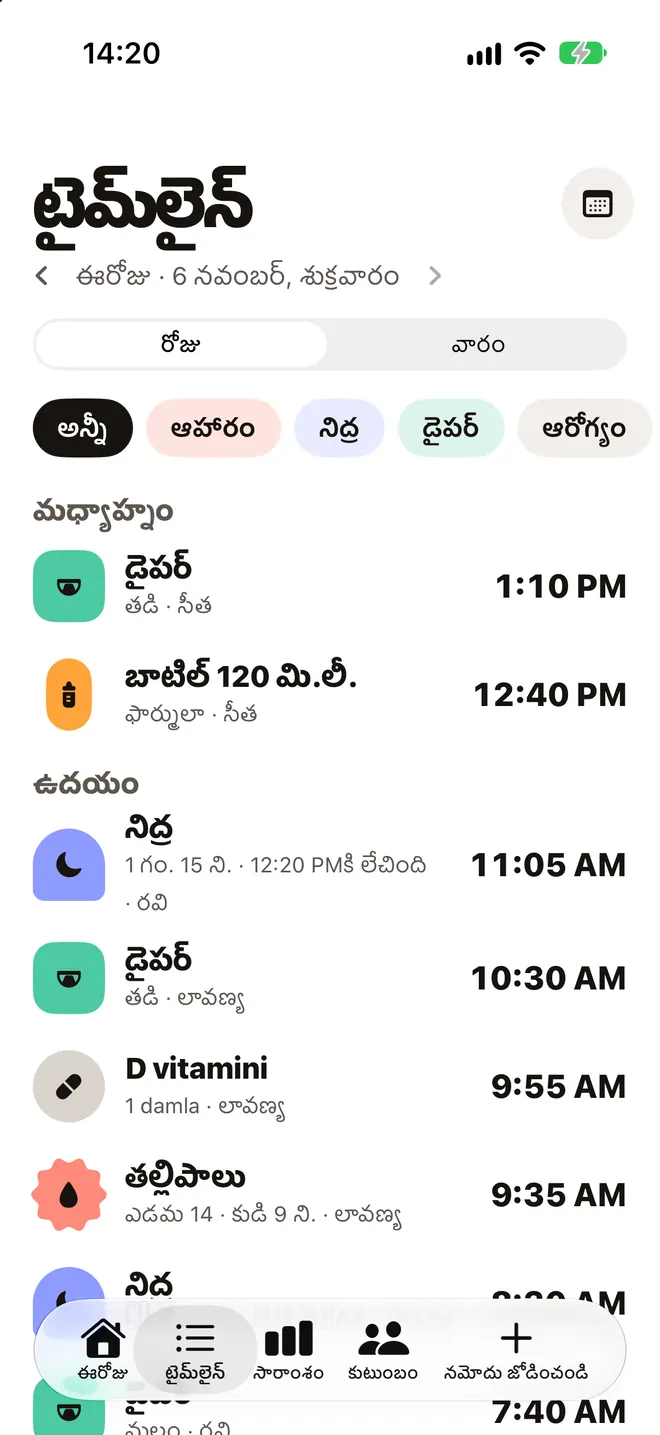 14:20
టైమ్‌లైన్
ఈరోజు · 6 నవంబర్, శుక్రవారం
రోజు
వారం
అన్నీ
ఆహారం
నిద్ర
డైపర్
ఆరోగ్యం
మధ్యాహ్నం
డైపర్
తడి · సీత
1:10 PM
బాటిల్ 120 మి.లీ.
ఫార్ములా · సీత
12:40 PM
ఉదయం
నిద్ర
1 గం. 15 ని. · 12:20 PMకి లేచింది
· రవి
11:05 AM
డైపర్
తడి · లావణ్య
10:30 AM
D vitamini
1 damla · లావణ్య
9:55 AM
తల్లిపాలు
ఎడమ 14 · కుడి 9 ని. · లావణ్య
9:35 AM
నిద్ర
AM
7:40 AM
మలం · రవి
ఈరోజు
టైమ్‌లైన్
సారాంశం
కుటుంబం
నమోదు జోడించండి